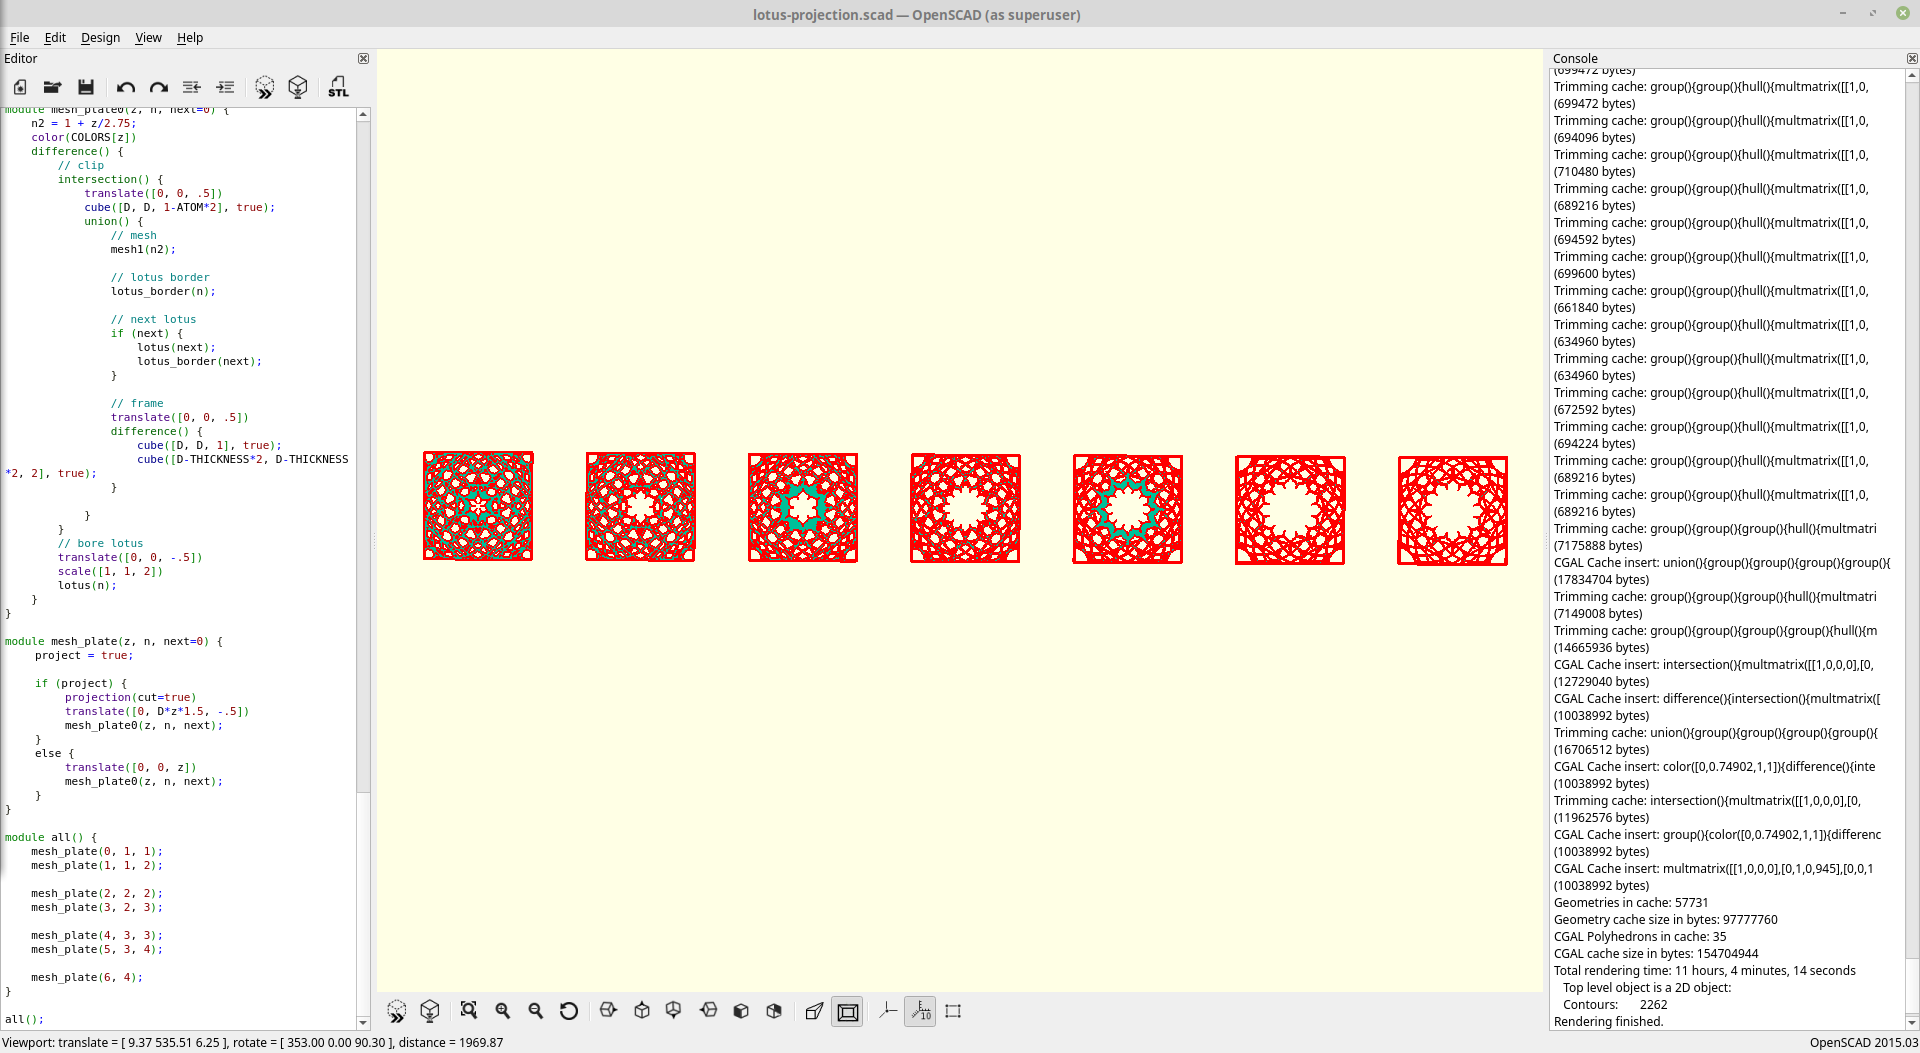 lotus-projection.scad — OpenSCAD (as superuser)
File Edit Design View Help
Editor
STL
module mesh_plate0(z, n, next=0) {
    n2 = 1 + z/2.75;
    color(COLORS[z])
    difference() {
        // clip
        intersection() {
            translate([0, 0, .5])
            cube([D, D, 1-ATOM*2], true);
            union() {
                // mesh
                mesh1(n2);
                // lotus border
                lotus_border(n);
                // next lotus
                if (next) {
                    lotus(next);
                    lotus_border(next);
                }
                // frame
                translate([0, 0, .5])
                difference() {
                    cube([D, D, 1], true);
                    cube([D-THICKNESS*2, D-THICKNESS
*2, 2], true);
                }
            }
        }
        // bore lotus
        translate([0, 0, -.5])
        scale([1, 1, 2])
        lotus(n);
    }
}
module mesh_plate(z, n, next=0) {
    project = true;
    if (project) {
        projection(cut=true)
        translate([0, D*z*1.5, -.5])
        mesh_plate0(z, n, next);
    }
    else {
        translate([0, 0, z])
        mesh_plate0(z, n, next);
    }
}
module all() {
    mesh_plate(0, 1, 1);
    mesh_plate(1, 1, 2);
    mesh_plate(2, 2, 2);
    mesh_plate(3, 2, 3);
    mesh_plate(4, 3, 3);
    mesh_plate(5, 3, 4);
    mesh_plate(6, 4);
}
all();
10
Console
(699472 bytes)
Trimming cache: group(){group(){hull(){multmatrix([[1,0,
(699472 bytes)
Trimming cache: group(){group(){hull(){multmatrix([[1,0,
(694096 bytes)
Trimming cache: group(){group(){hull(){multmatrix([[1,0,
(710480 bytes)
Trimming cache: group(){group(){hull(){multmatrix([[1,0,
(689216 bytes)
Trimming cache: group(){group(){hull(){multmatrix([[1,0,
(694592 bytes)
Trimming cache: group(){group(){hull(){multmatrix([[1,0,
(699600 bytes)
Trimming cache: group(){group(){hull(){multmatrix([[1,0,
(661840 bytes)
Trimming cache: group(){group(){hull(){multmatrix([[1,0,
(634960 bytes)
Trimming cache: group(){group(){hull(){multmatrix([[1,0,
(634960 bytes)
Trimming cache: group(){group(){hull(){multmatrix([[1,0,
(672592 bytes)
Trimming cache: group(){group(){hull(){multmatrix([[1,0,
(694224 bytes)
Trimming cache: group(){group(){hull(){multmatrix([[1,0,
(689216 bytes)
Trimming cache: group(){group(){hull(){multmatrix([[1,0,
(689216 bytes)
Trimming cache: group(){group(){group(){hull(){multmatri
(7175888 bytes)
CGAL Cache insert: union(){group(){group(){group(){group(){
(17834704 bytes)
Trimming cache: group(){group(){group(){hull(){multmatri
(7149008 bytes)
Trimming cache: group(){group(){group(){group(){hull(){m
(14665936 bytes)
CGAL Cache insert: intersection(){multmatrix([[1,0,0,0],[0,
(12729040 bytes)
CGAL Cache insert: difference(){intersection(){multmatrix([
(10038992 bytes)
Trimming cache: union(){group(){group(){group(){group(){
(16706512 bytes)
CGAL Cache insert: color([0,0.74902,1,1]){difference(){inte
(10038992 bytes)
Trimming cache: intersection(){multmatrix([[1,0,0,0],[0,
(11962576 bytes)
CGAL Cache insert: group(){color([0,0.74902,1,1]){differenc
(10038992 bytes)
CGAL Cache insert: multmatrix([[1,0,0,0],[0,1,0,945],[0,0,1
(10038992 bytes)
Geometries in cache: 57731
Geometry cache size in bytes: 97777760
CGAL Polyhedrons in cache: 35
CGAL cache size in bytes: 154704944
Total rendering time: 11 hours, 4 minutes, 14 seconds
   Top level object is a 2D object:
   Contours:       2262
Rendering finished.
Viewport: translate = [ 9.37 535.51 6.25 ], rotate = [ 353.00 0.00 90.30 ], distance = 1969.87
OpenSCAD 2015.03